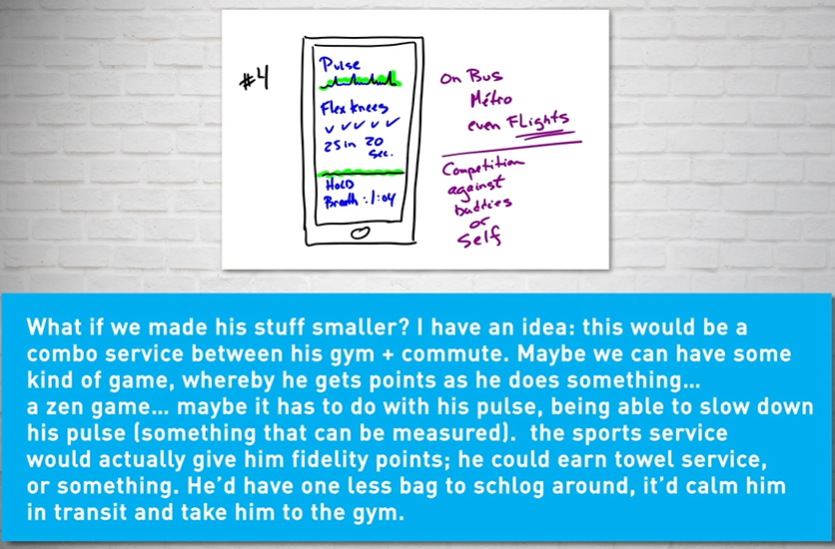 #4
Pulse
Flex knees
25 in 20
sec.
Hold
Breath : 1:04
on Bus
Métro
even Flights
Competition
against
buddies
or
Self
What if we made his stuff smaller? I have an idea: this would be a
combo service between his gym + commute. Maybe we can have some
kind of game, whereby he gets points as he does something...
a zen game... maybe it has to do with his pulse, being able to slow down
his pulse (something that can be measured).  the sports service
would actually give him fidelity points; he could earn towel service,
or something. He'd have one less bag to schlog around, it'd calm him
in transit and take him to the gym.